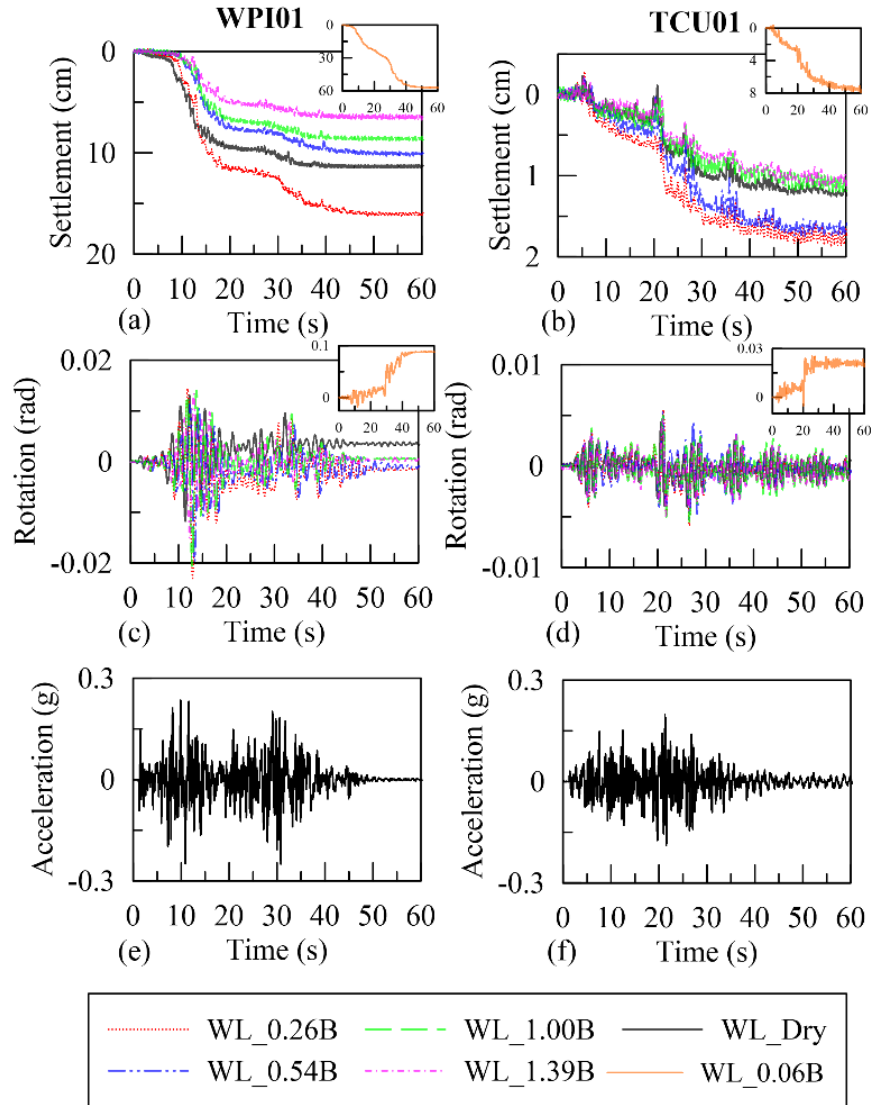 WPI01
TCU01
0
30
60
0 20 40 60
0
4
8
0 20 40 60
Settlement (cm)
0
10
20
0 10 20 30 40 50 60
(a)
Time (s)
Settlement (cm)
0
1
2
0 10 20 30 40 50 60
(b)
Time (s)
0.1
0
0 20 40 60
0.03
0
0 20 40 60
Rotation (rad)
0.02
0
-0.02
0 10 20 30 40 50 60
(c)
Time (s)
Rotation (rad)
0.01
0
-0.01
0 10 20 30 40 50 60
(d)
Time (s)
Acceleration (g)
0.3
0
-0.3
0 10 20 30 40 50 60
(e)
Time (s)
Acceleration (g)
0.3
0
-0.3
0 10 20 30 40 50 60
(f)
Time (s)
WL_0.26B WL_1.00B WL_Dry
WL_0.54B WL_1.39B WL_0.06B